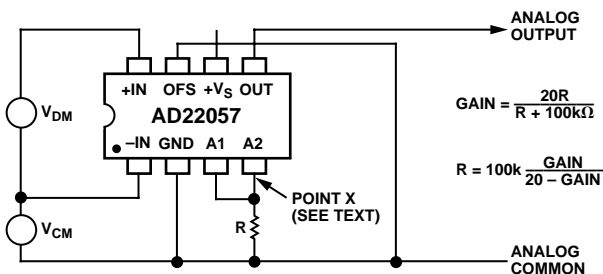 ANALOG
OUTPUT
+IN OFS +VS OUT
AD22057
–IN GND A1 A2
VDM
VCM
GAIN = 20R / R + 100kΩ
R = 100k GAIN / 20 – GAIN
POINT X
(SEE TEXT)
R
ANALOG
COMMON